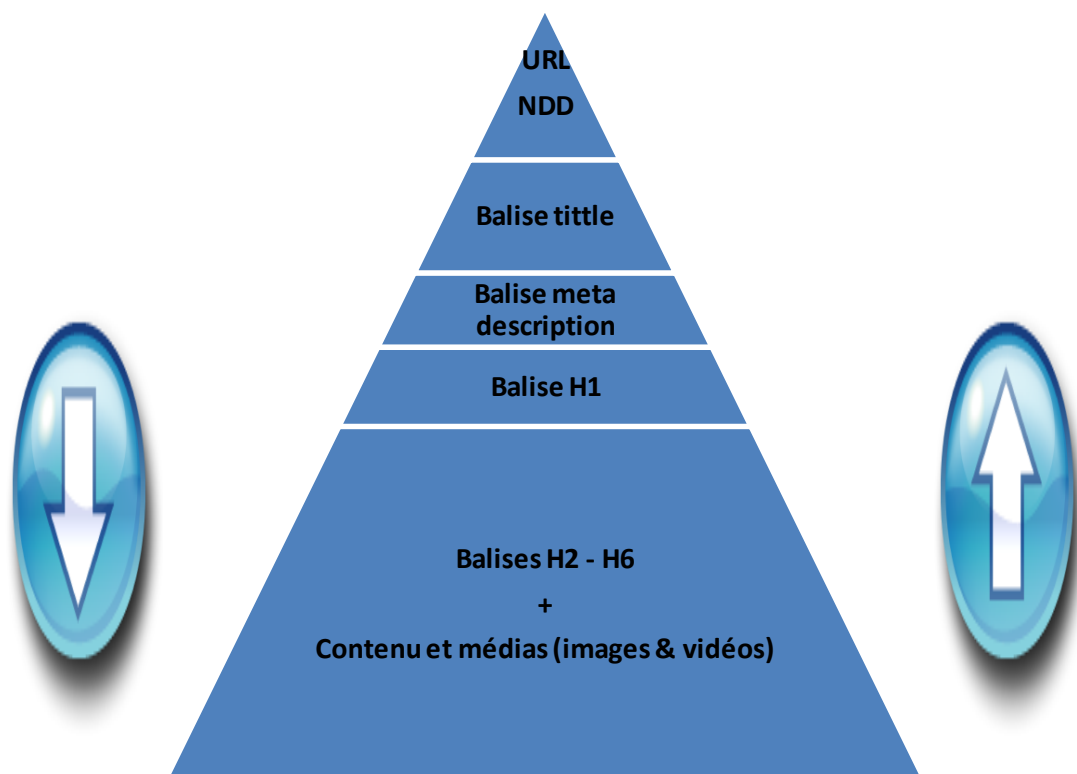 URL
NDD
Balise tittle
Balise meta
description
Balise H1
Balises H2 - H6
+
Contenu et médias (images & vidéos)